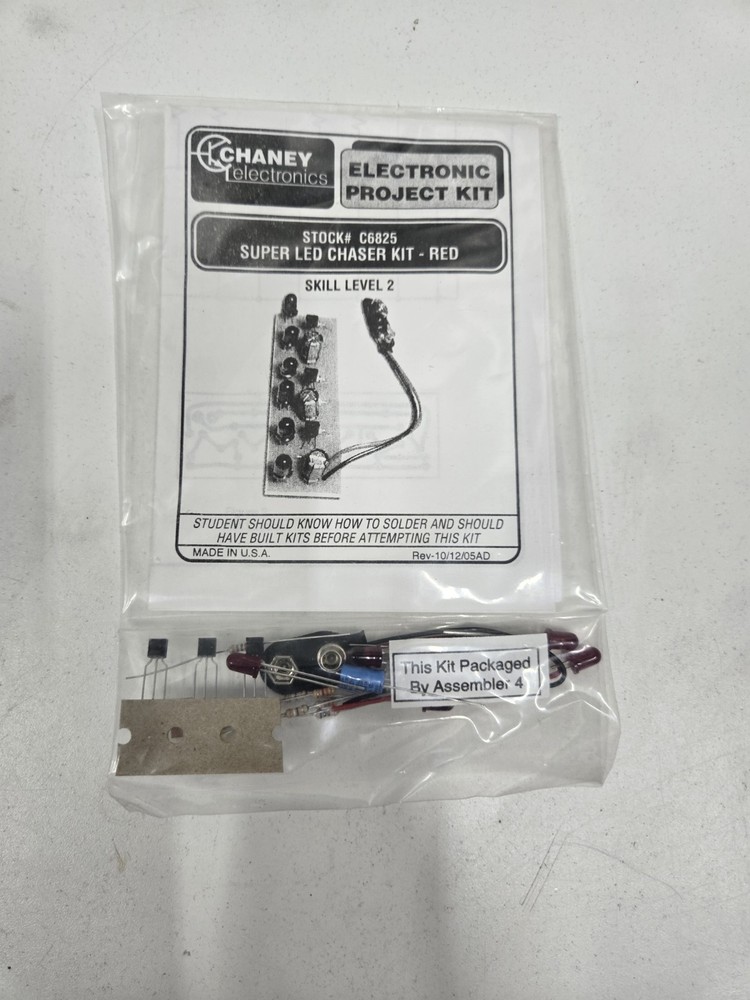 CHANEY
electronics
ELECTRONIC
PROJECT KIT
STOCK# C6825
SUPER LED CHASER KIT - RED
SKILL LEVEL 2
STUDENT SHOULD KNOW HOW TO SOLDER AND SHOULD
HAVE BUILT KITS BEFORE ATTEMPTING THIS KIT
MADE IN U.S.A.
Rev-10/12/05AD
This Kit Packaged
By Assembler 4